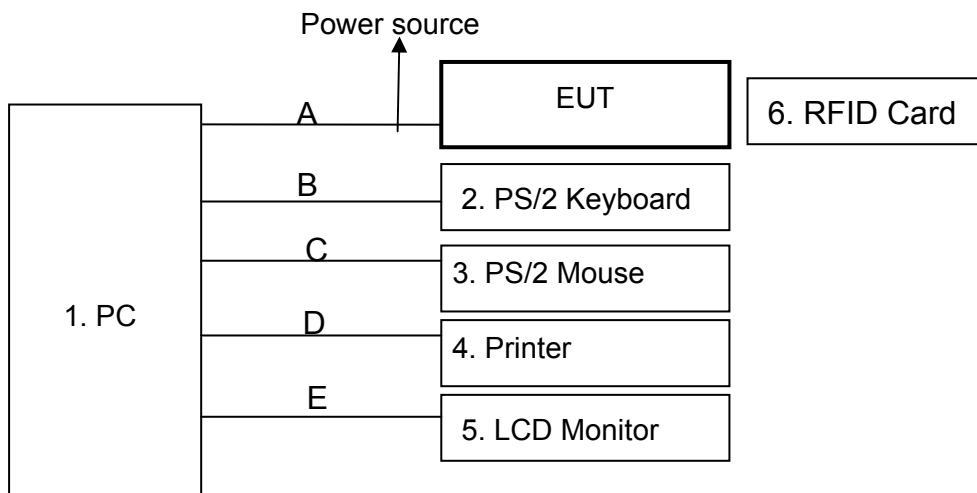 Power source
EUT
6. RFID Card
A
B
2. PS/2 Keyboard
C
3. PS/2 Mouse
1. PC
D
4. Printer
E
5. LCD Monitor